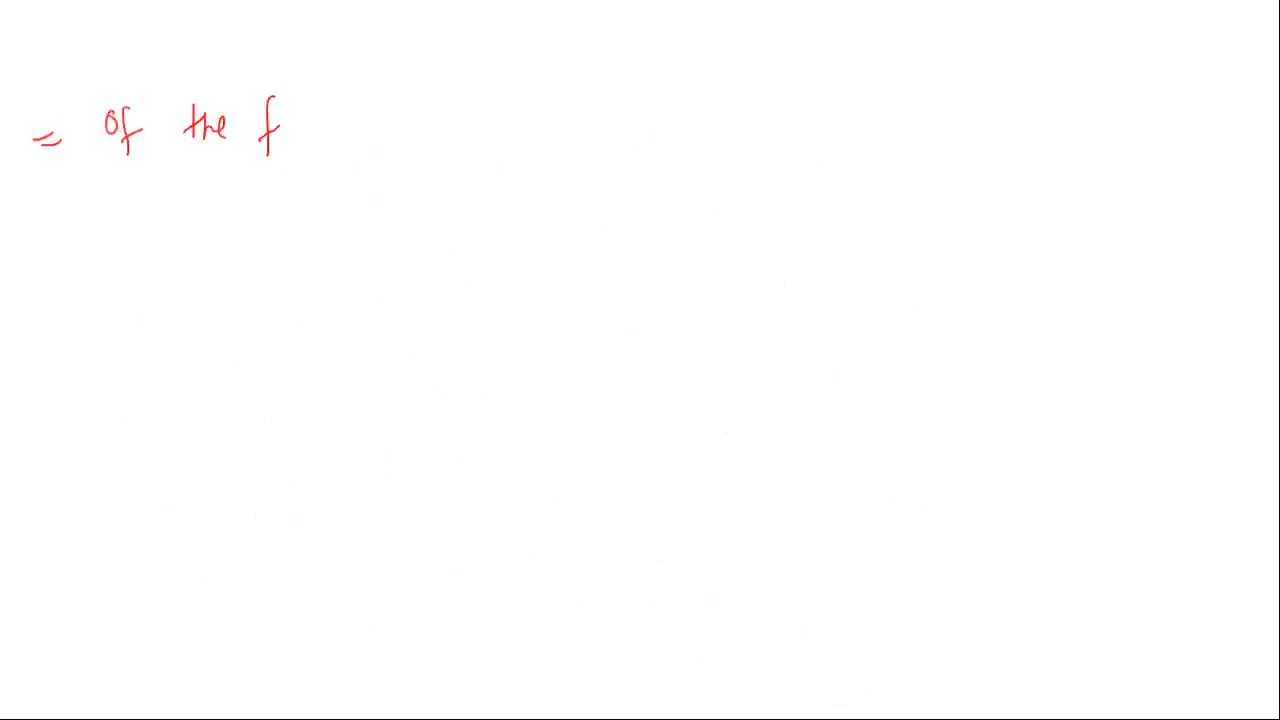 = Of the f